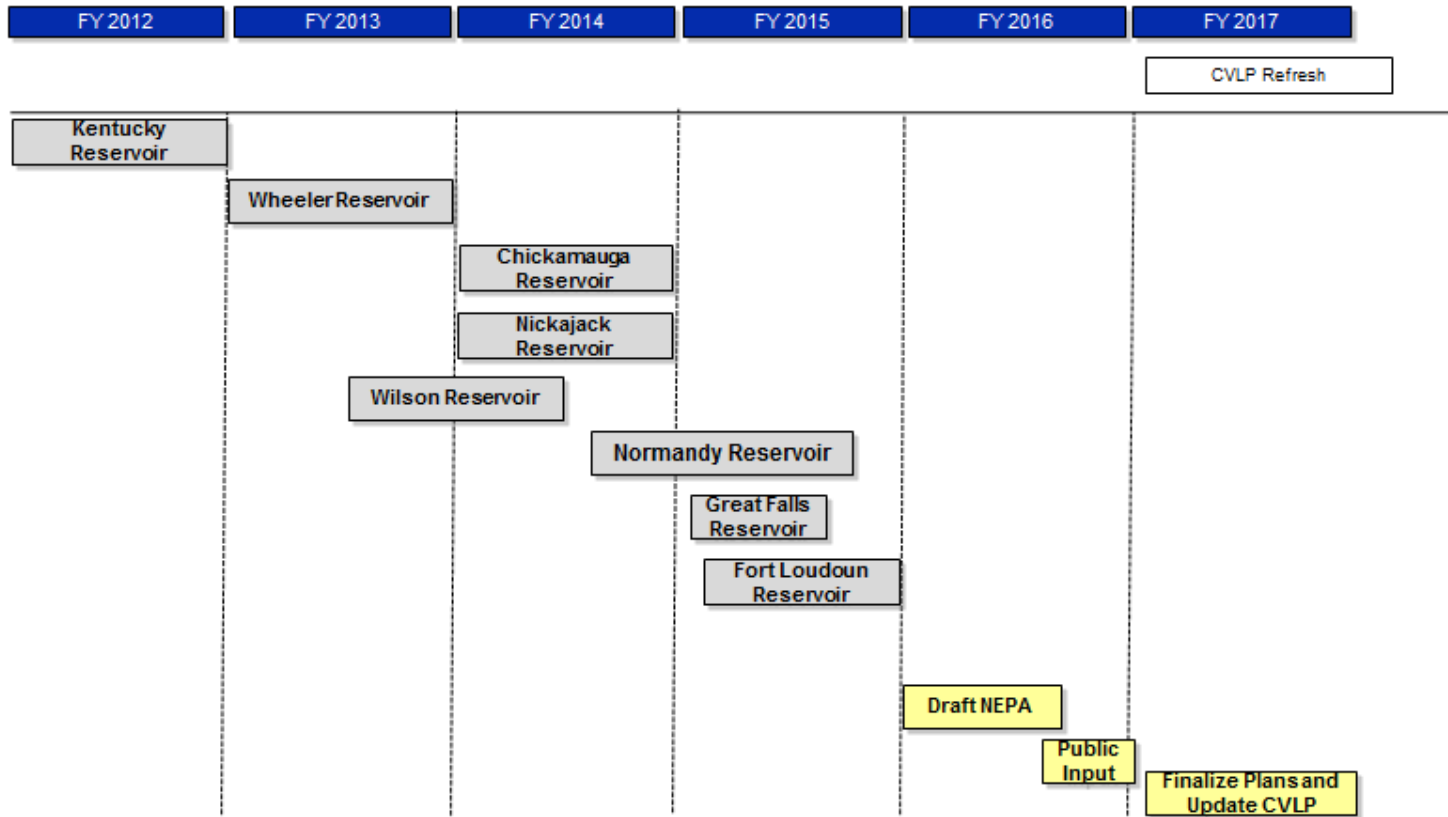 FY 2012
FY 2013
FY 2014
FY 2015
FY 2016
FY 2017
CVLP Refresh
Kentucky
Reservoir
Wheeler Reservoir
Chickamauga
Reservoir
Nickajack
Reservoir
Wilson Reservoir
Normandy Reservoir
Great Falls
Reservoir
Fort Loudoun
Reservoir
Draft NEPA
Public
Input
Finalize Plans and
Update CVLP